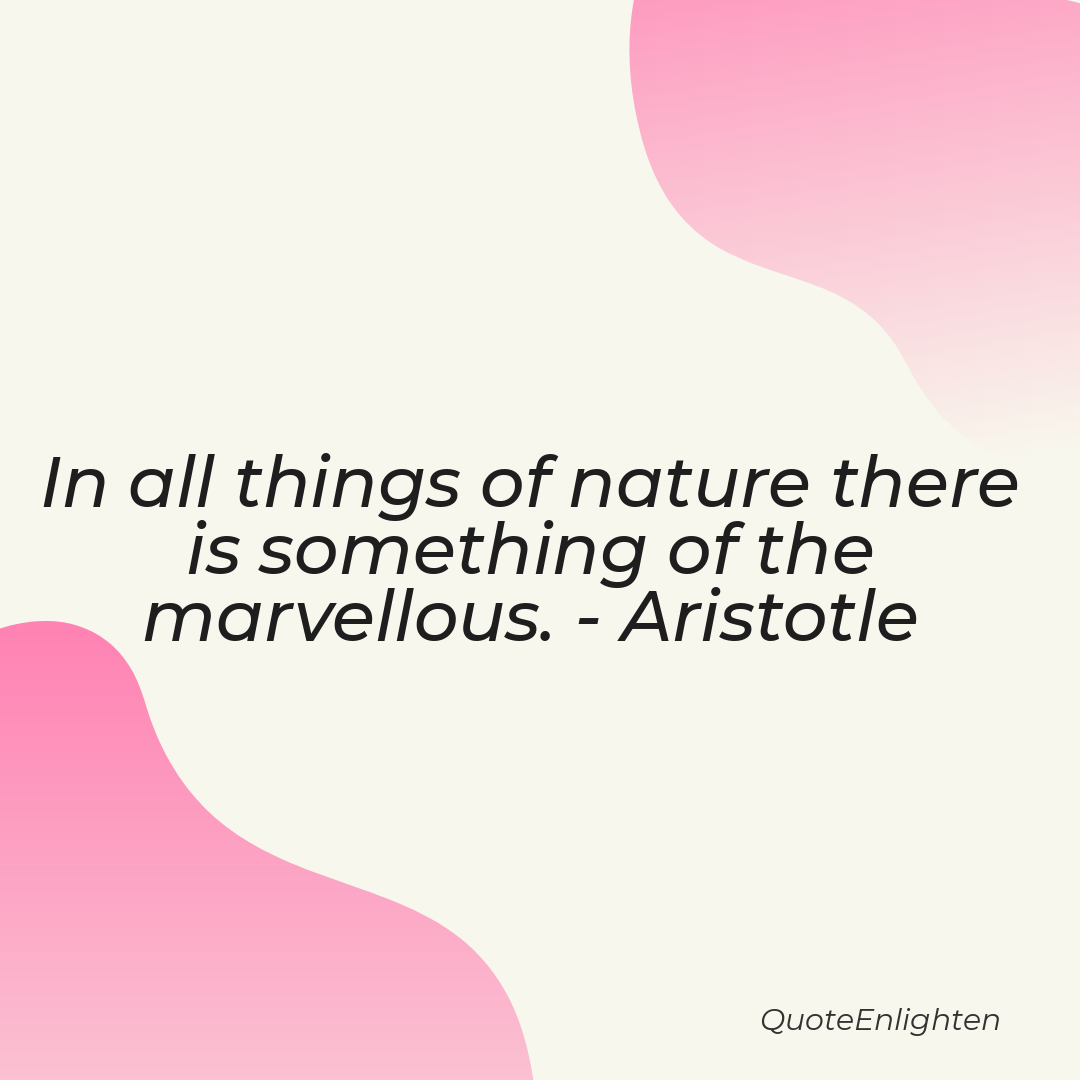 In all things of nature there
is something of the
marvellous. - Aristotle
QuoteEnlighten